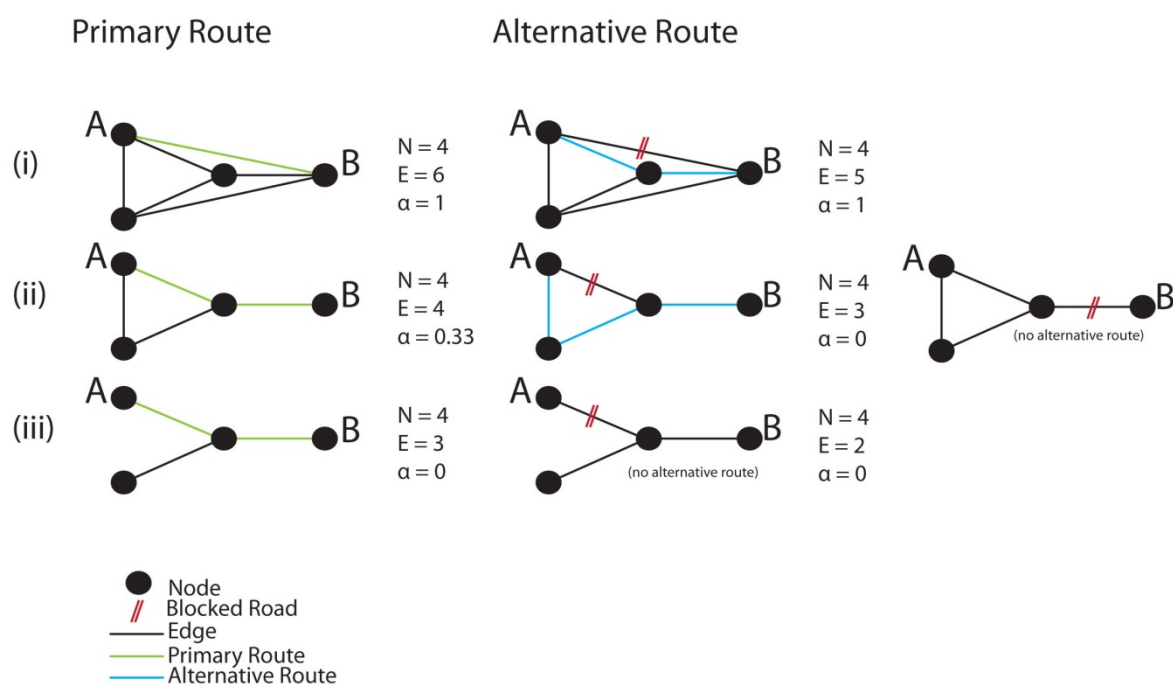 Primary Route
Alternative Route
(i)
A
B
N = 4
E = 6
α = 1
A
B
N = 4
E = 5
α = 1
(ii)
A
B
N = 4
E = 4
α = 0.33
A
B
N = 4
E = 3
α = 0
A
B
(no alternative route)
(iii)
A
B
N = 4
E = 3
α = 0
A
B
(no alternative route)
N = 4
E = 2
α = 0
Node
Blocked Road
Edge
Primary Route
Alternative Route